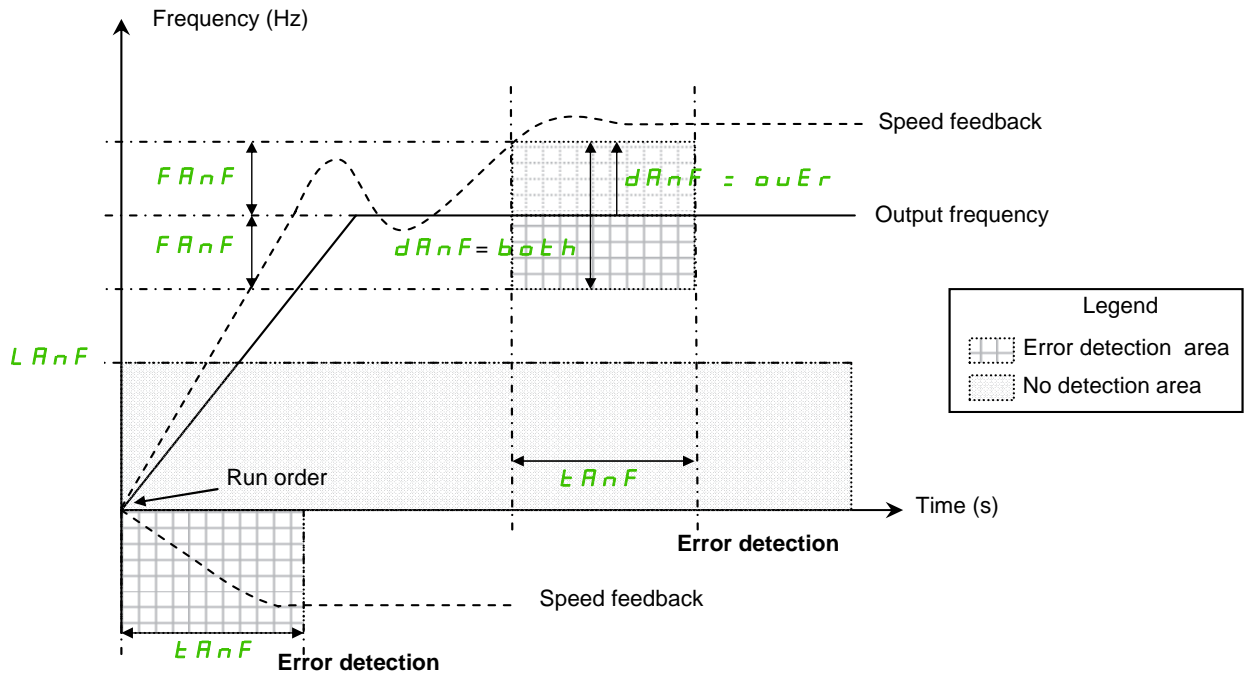 Frequency (Hz)
Speed feedback
FAnF
dAnF = ovEr
Output frequency
FAnF
dAnF = both
Legend
LAnF
Error detection area
No detection area
Run order
tAnF
Time (s)
Error detection
Speed feedback
tAnF
Error detection